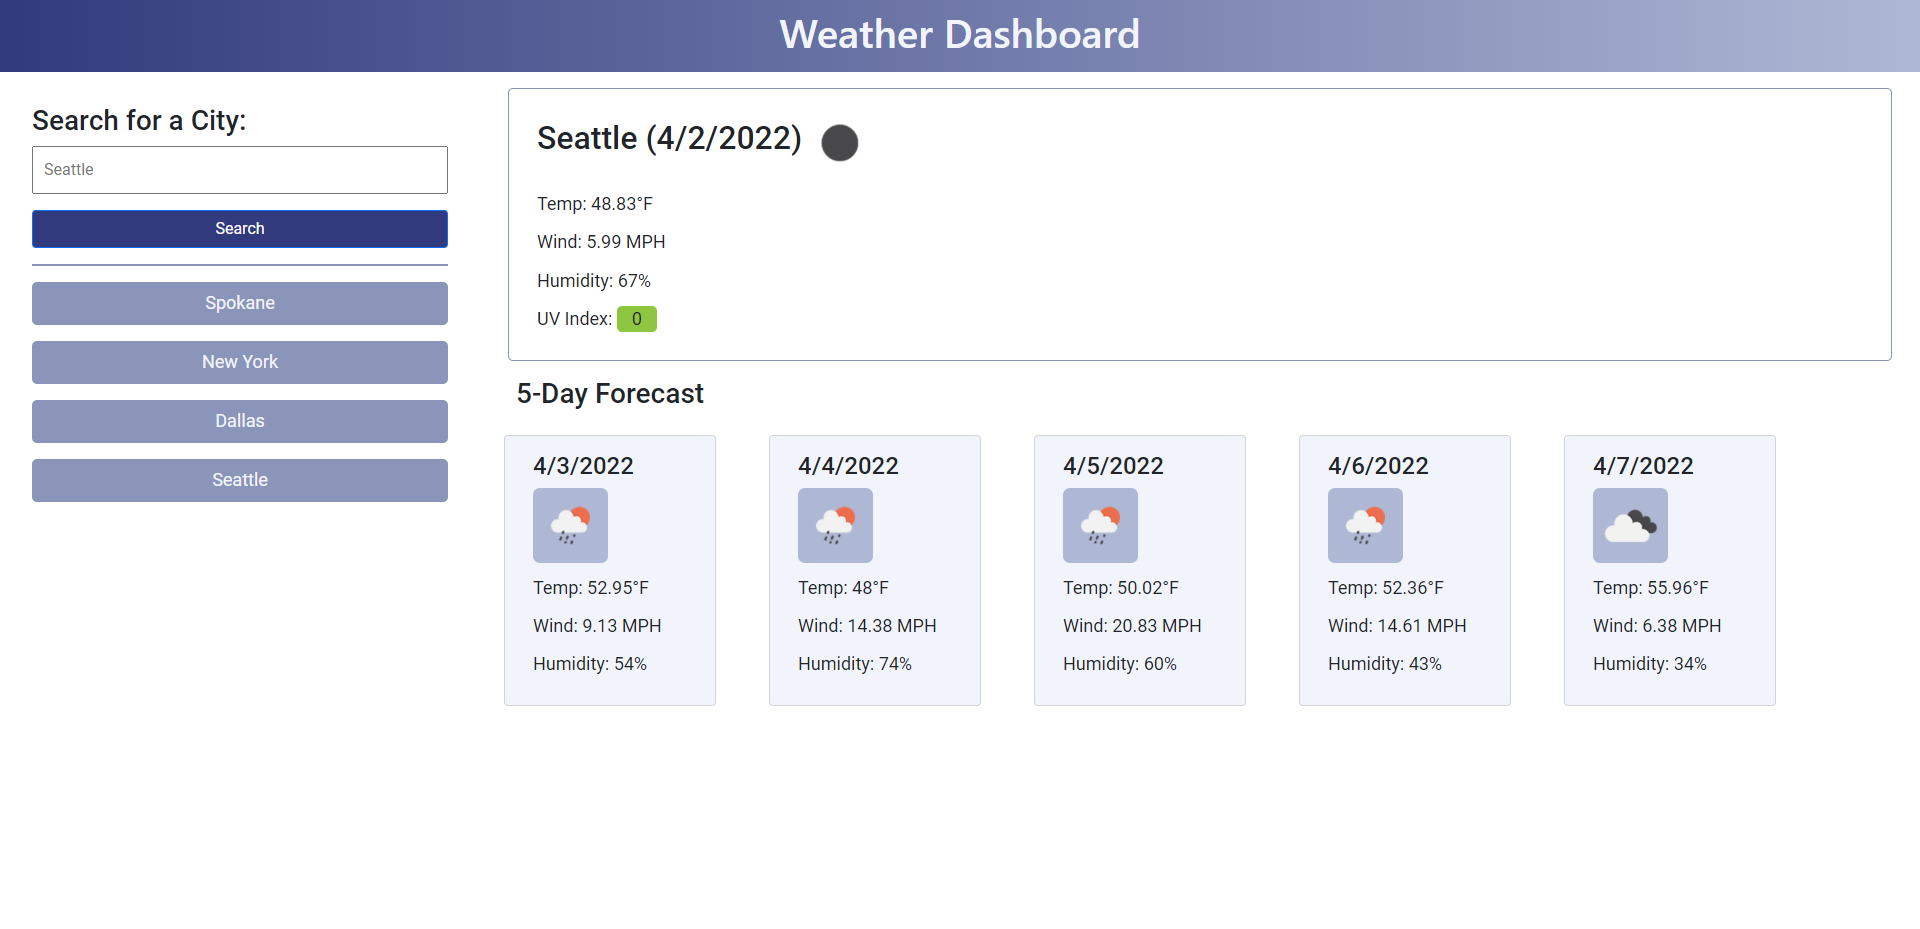 Weather Dashboard
Search for a City:
Seattle
Search
Spokane
New York
Dallas
Seattle
Seattle (4/2/2022)
Temp: 48.83°F
Wind: 5.99 MPH
Humidity: 67%
UV Index: 0
5-Day Forecast
4/3/2022
Temp: 52.95°F
Wind: 9.13 MPH
Humidity: 54%
4/4/2022
Temp: 48°F
Wind: 14.38 MPH
Humidity: 74%
4/5/2022
Temp: 50.02°F
Wind: 20.83 MPH
Humidity: 60%
4/6/2022
Temp: 52.36°F
Wind: 14.61 MPH
Humidity: 43%
4/7/2022
Temp: 55.96°F
Wind: 6.38 MPH
Humidity: 34%